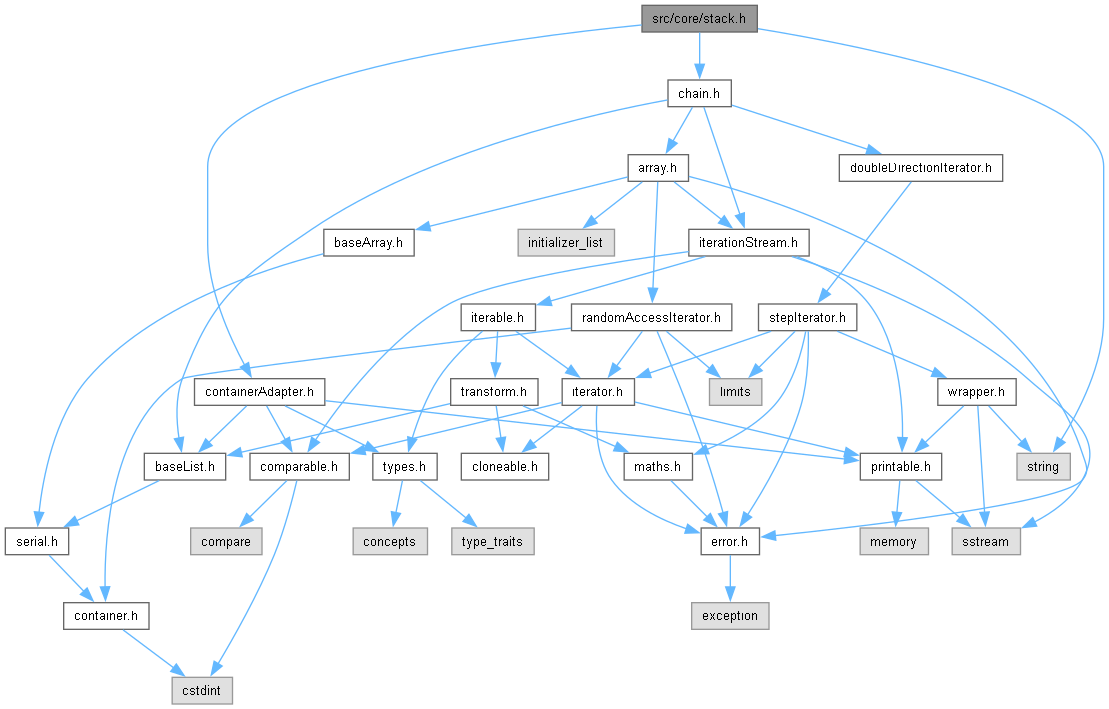 src/core/stack.h
chain.h
array.h
doubleDirectionIterator.h
baseArray.h
initializer_list
iterationStream.h
iterable.h
randomAccessIterator.h
stepIterator.h
containerAdapter.h
transform.h
iterator.h
limits
wrapper.h
baseList.h
comparable.h
types.h
cloneable.h
maths.h
printable.h
string
serial.h
compare
concepts
type_traits
error.h
memory
sstream
container.h
exception
cstdint